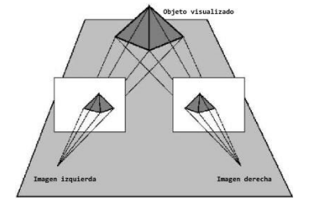 Objeto visualizado
Imagen izquierda
Imagen derecha